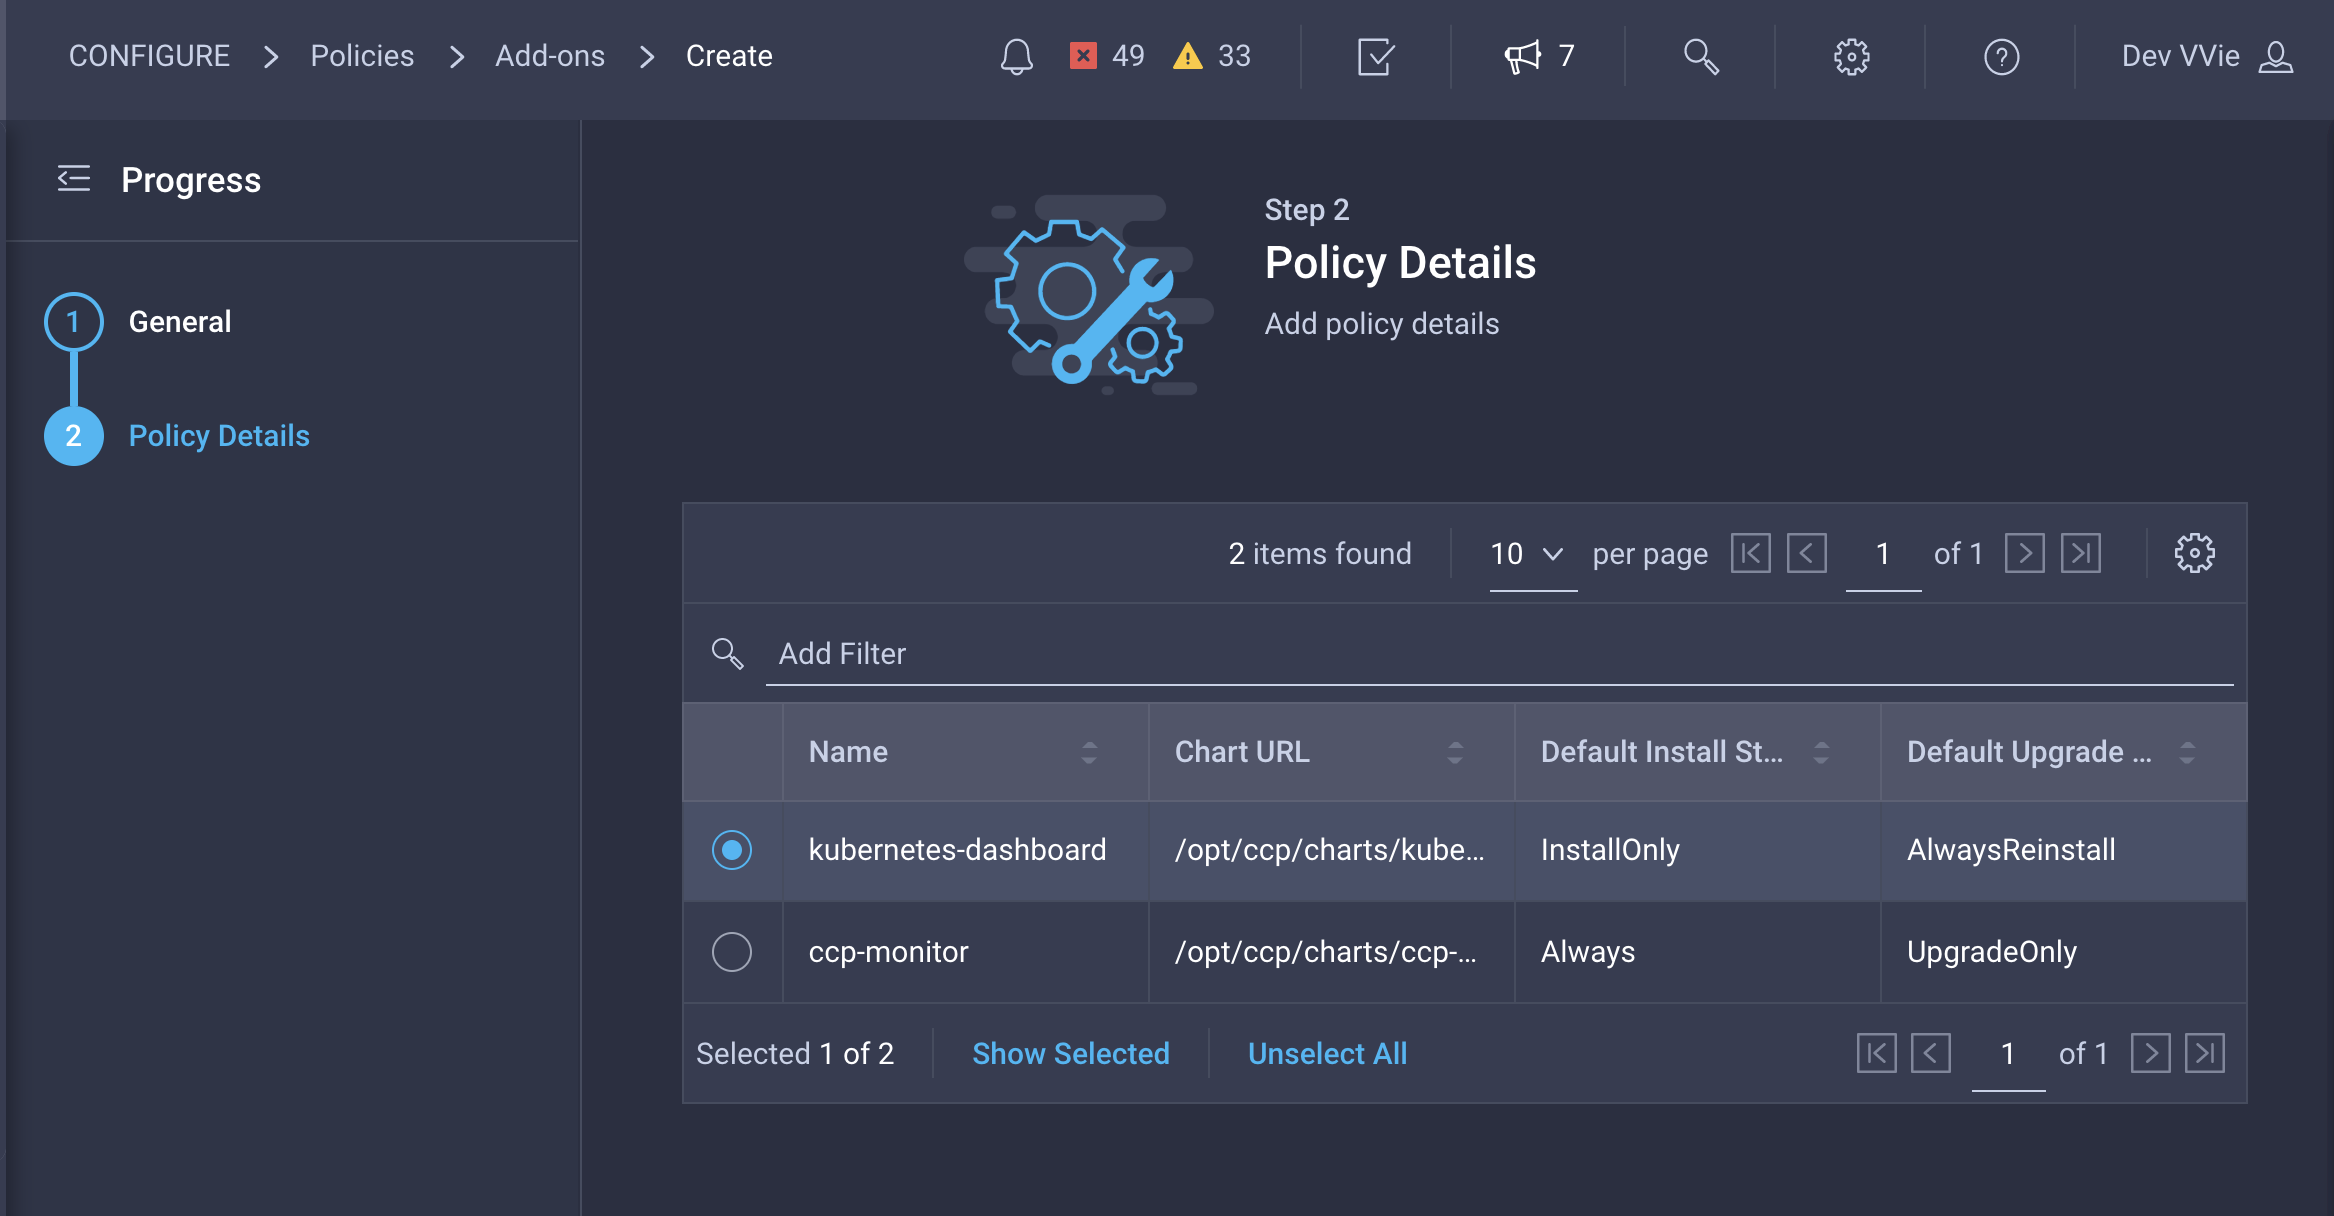 CONFIGURE > Policies > Add-ons > Create 49 33 7 Dev VVie
Progress
1 General
2 Policy Details
Step 2
Policy Details
Add policy details
2 items found 10 per page 1 of 1
Add Filter
Name Chart URL Default Install St... Default Upgrade ...
kubernetes-dashboard /opt/ccp/charts/kube... InstallOnly AlwaysReinstall
ccp-monitor /opt/ccp/charts/ccp-... Always UpgradeOnly
Selected 1 of 2 Show Selected Unselect All 1 of 1